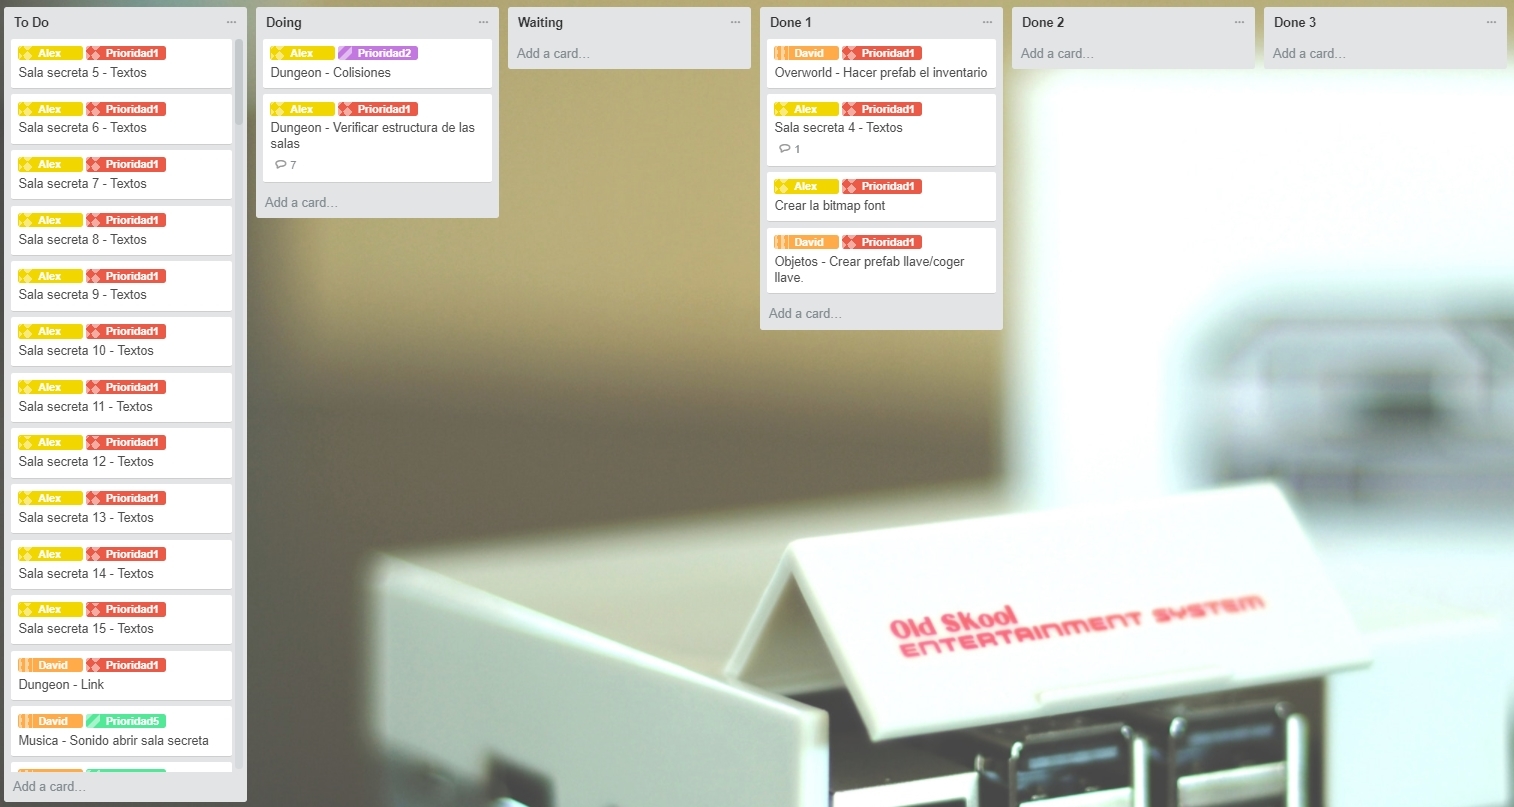 To Do
Alex Prioridad1
Sala secreta 5 - Textos
Alex Prioridad1
Sala secreta 6 - Textos
Alex Prioridad1
Sala secreta 7 - Textos
Alex Prioridad1
Sala secreta 8 - Textos
Alex Prioridad1
Sala secreta 9 - Textos
Alex Prioridad1
Sala secreta 10 - Textos
Alex Prioridad1
Sala secreta 11 - Textos
Alex Prioridad1
Sala secreta 12 - Textos
Alex Prioridad1
Sala secreta 13 - Textos
Alex Prioridad1
Sala secreta 14 - Textos
Alex Prioridad1
Sala secreta 15 - Textos
David Prioridad1
Dungeon - Link
David Prioridad5
Musica - Sonido abrir sala secreta
Add a card…
Doing
Alex Prioridad2
Dungeon - Colisiones
Alex Prioridad1
Dungeon - Verificar estructura de las
salas
7
Add a card…
Waiting
Add a card…
Done 1
David Prioridad1
Overworld - Hacer prefab el inventario
Alex Prioridad1
Sala secreta 4 - Textos
1
Alex Prioridad1
Crear la bitmap font
David Prioridad1
Objetos - Crear prefab llave/coger
llave.
Add a card…
Done 2
Add a card…
Done 3
Add a card…
Old SKool
ENTERTAINMENT SYSTEM